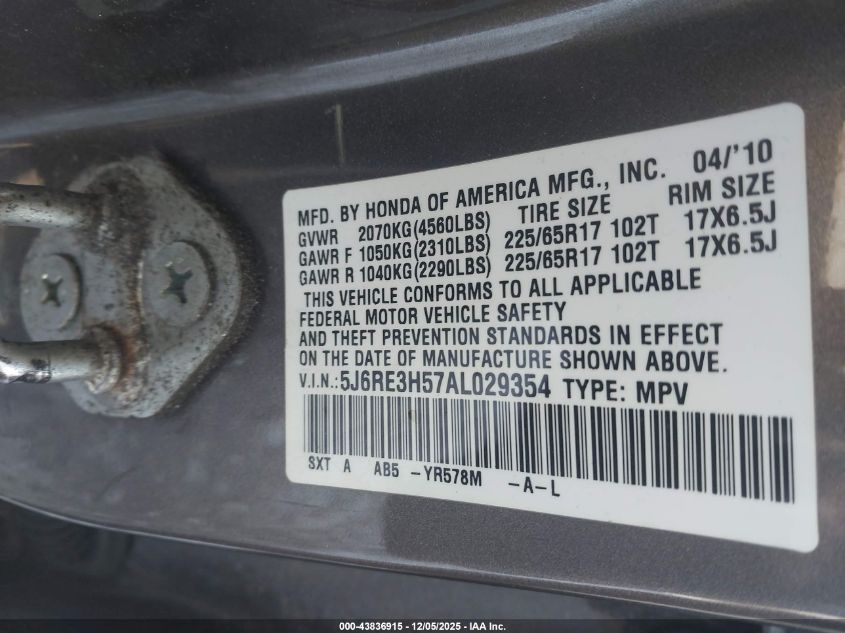 MFD. BY HONDA OF AMERICA MFG., INC. 04/'10
GVWR 2070KG(4560LBS) TIRE SIZE RIM SIZE
GAWR F 1050KG(2310LBS) 225/65R17 102T 17X6.5J
GAWR R 1040KG(2290LBS) 225/65R17 102T 17X6.5J
THIS VEHICLE CONFORMS TO ALL APPLICABLE
FEDERAL MOTOR VEHICLE SAFETY
AND THEFT PREVENTION STANDARDS IN EFFECT
ON THE DATE OF MANUFACTURE SHOWN ABOVE.
V.I.N.:5J6RE3H57AL029354 TYPE: MPV
SXT A AB5 -YR578M -A-L
000-43836915 - 12/05/2025 - IAA Inc.